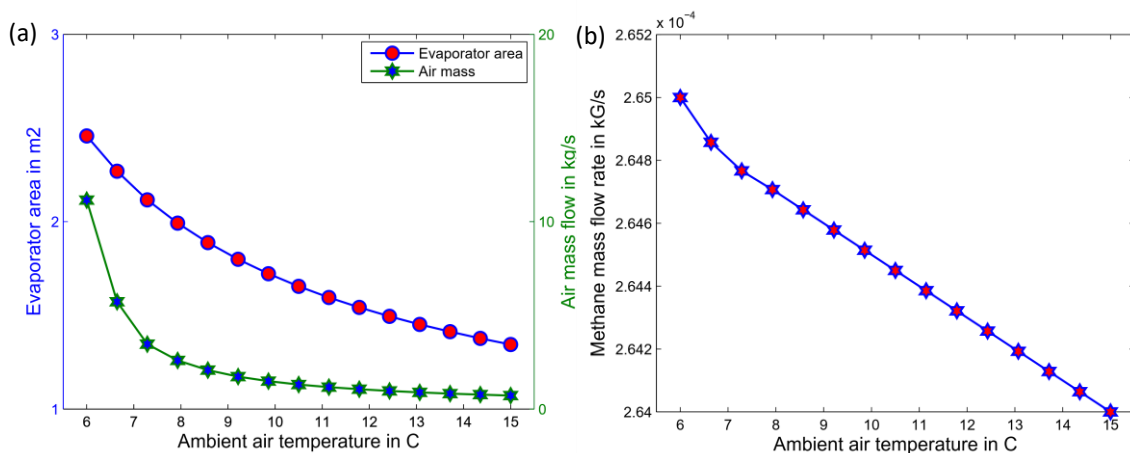 (a)
3
2
1
Evaporator area in m2
20
10
0
Air mass flow in kg/s
Evaporator area
Air mass
6 7 8 9 10 11 12 13 14 15
Ambient air temperature in C
(b)
x 10⁻⁴
2.652
2.65
2.648
2.646
2.644
2.642
2.64
Methane mass flow rate in kG/s
6 7 8 9 10 11 12 13 14 15
Ambient air temperature in C